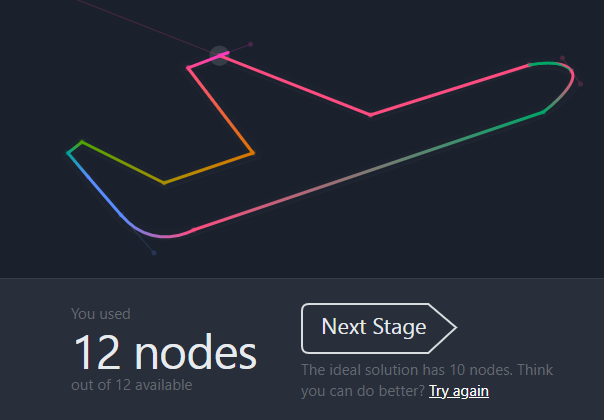 You used
12 nodes
out of 12 available
Next Stage
The ideal solution has 10 nodes. Think
you can do better? Try again